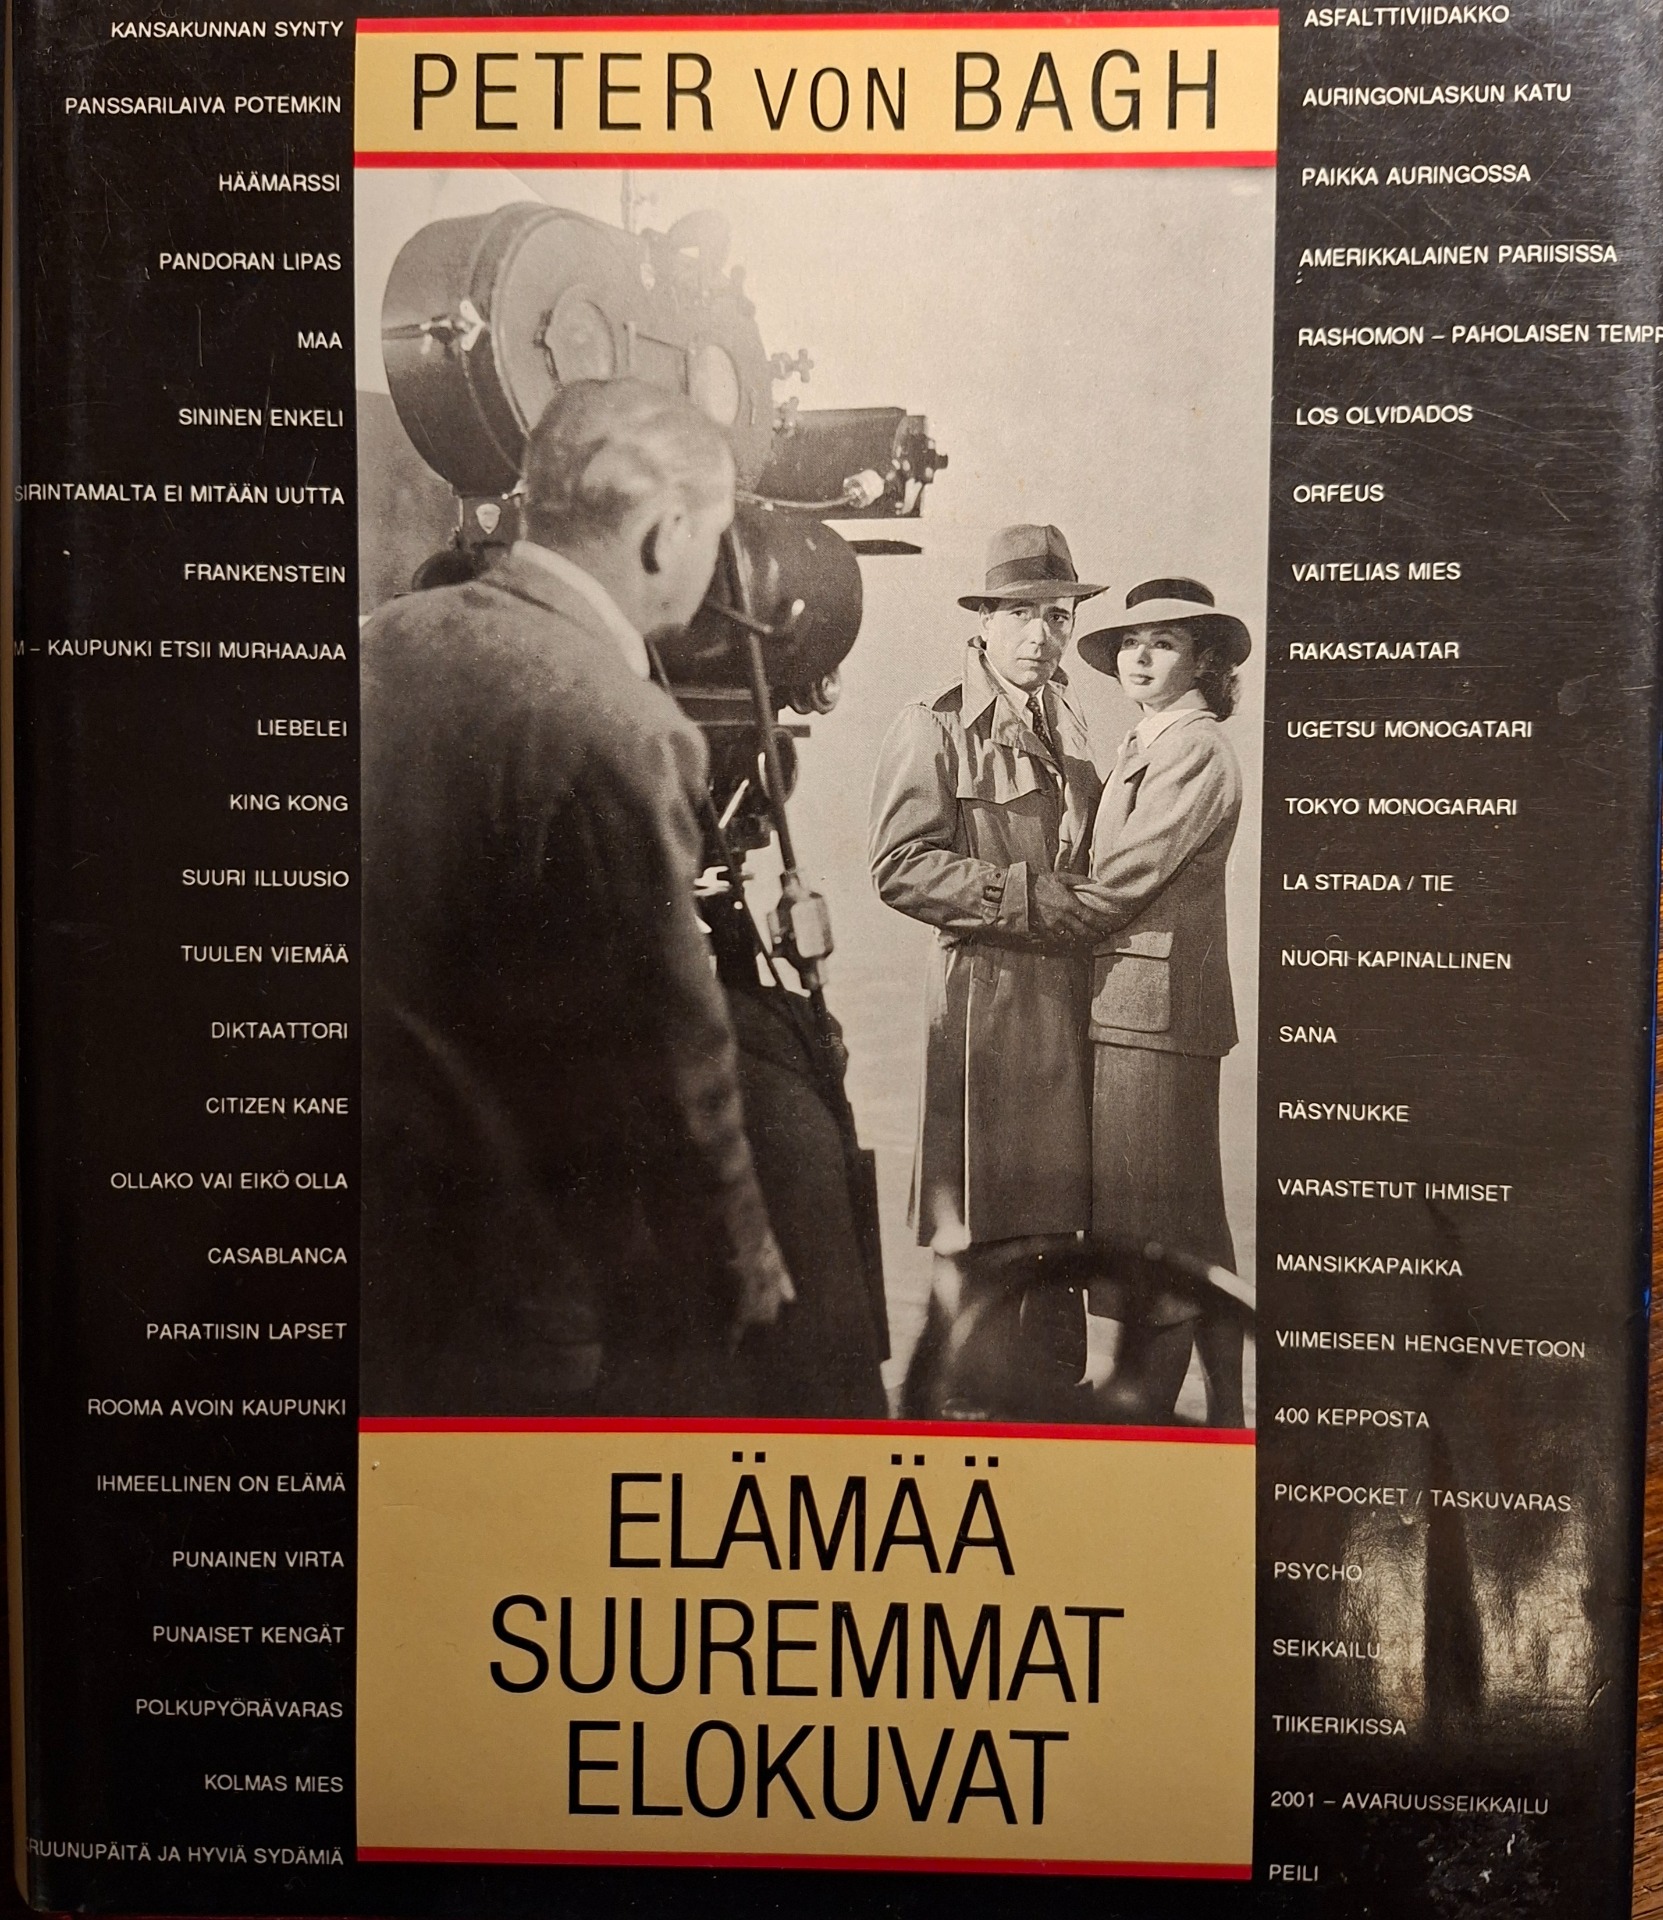 PETER VON BAGH
KANSAKUNNAN SYNTY
PANSSARILAIVA POTEMKIN
HÄÄMARSSI
PANDORAN LIPAS
MAA
SININEN ENKELI
EI MITÄÄN UUTTA
FRANKENSTEIN
M – KAUPUNKI ETSII MURHAAJAA
LIEBELEI
KING KONG
SUURI ILLUUSIO
TUULEN VIEMÄÄ
DIKTAATTORI
CITIZEN KANE
OLLAKO VAI EIKÖ OLLA
CASABLANCA
PARATIISIN LAPSET
ROOMA AVOIN KAUPUNKI
IHMEELLINEN ON ELÄMÄ
PUNAINEN VIRTA
PUNAISET KENGÄT
POLKUPYÖRÄVARAS
KOLMAS MIES
JA HYVIÄ SYDÄMIÄ
ASFALTTIVIIDAKKO
AURINGONLASKUN KATU
PAIKKA AURINGOSSA
AMERIKKALAINEN PARIISISSA
RASHOMON – PAHOLAISEN
LOS OLVIDADOS
ORFEUS
VAITELIAS MIES
RAKASTAJATAR
UGETSU MONOGATARI
TOKYO MONOGARARI
LA STRADA / TIE
NUORI KAPINALLINEN
SANA
RÄSYNUKKE
VARASTETUT IHMISET
MANSIKKAPAIKKA
VIIMEISEEN HENGENVETOON
400 KEPPOSTA
PICKPOCKET / TASKUVARAS
PSYCHO
SEIKKAILU
TIIKERIKISSA
2001 – AVARUUSSEIKKAILU
PEILI
ELÄMÄÄ
SUUREMMAT
ELOKUVAT